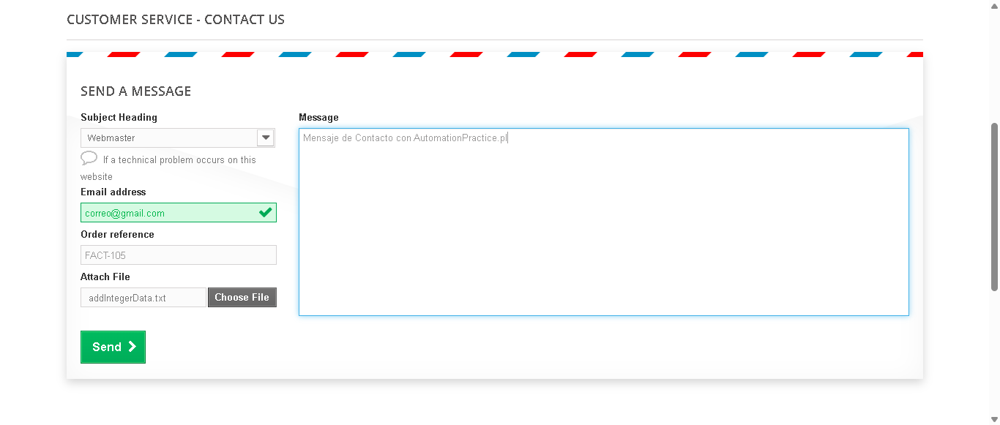 CUSTOMER SERVICE - CONTACT US
SEND A MESSAGE
Subject Heading
Webmaster
If a technical problem occurs on this
website
Email address
correo@gmail.com
Order reference
FACT-105
Attach File
addIntegerData.txt
Choose File
Send
Message
Mensaje de Contacto con AutomationPractice.pl